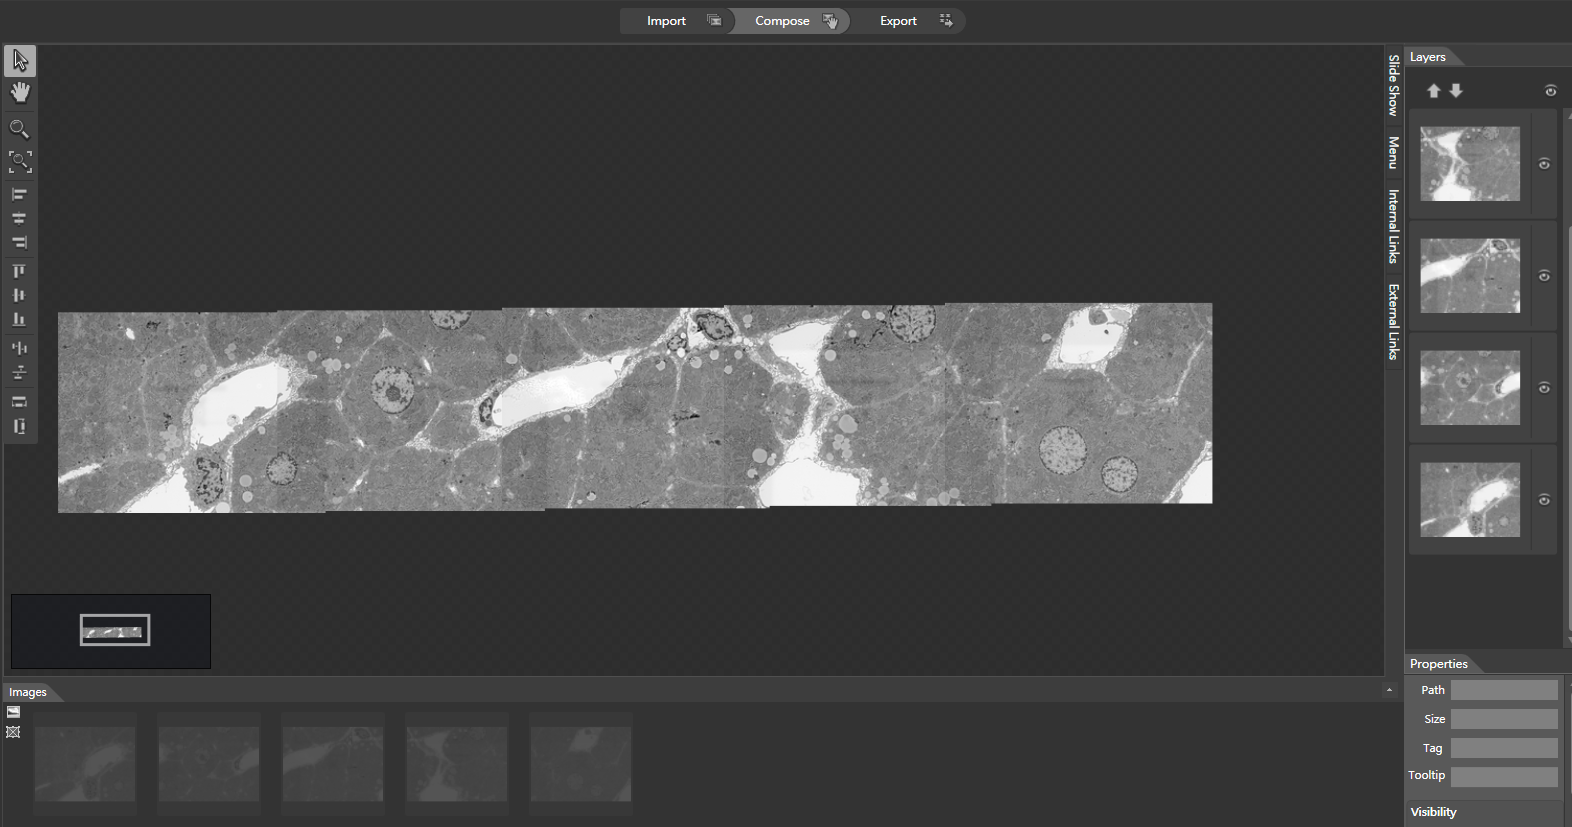 Import
Compose
Export
Slide Show
Menu
Internal Links
External Links
Layers
Images
Properties
Path
Size
Tag
Tooltip
Visibility